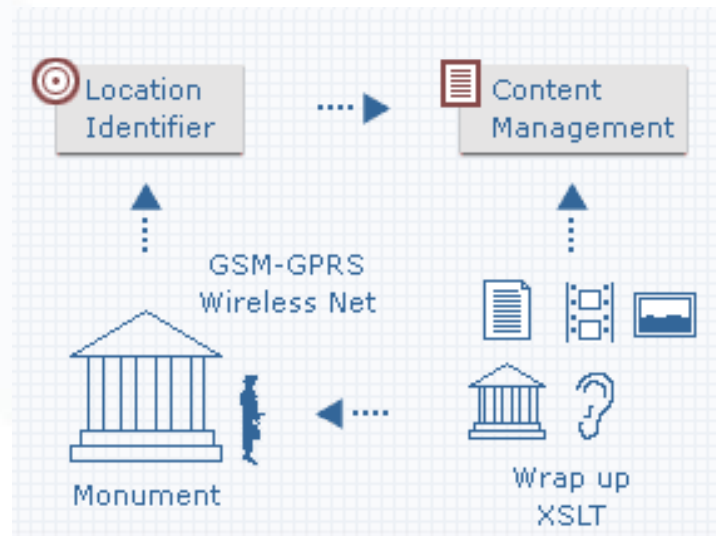 Location
Identifier
Content
Management
GSM-GPRS
Wireless Net
Monument
Wrap up
XSLT